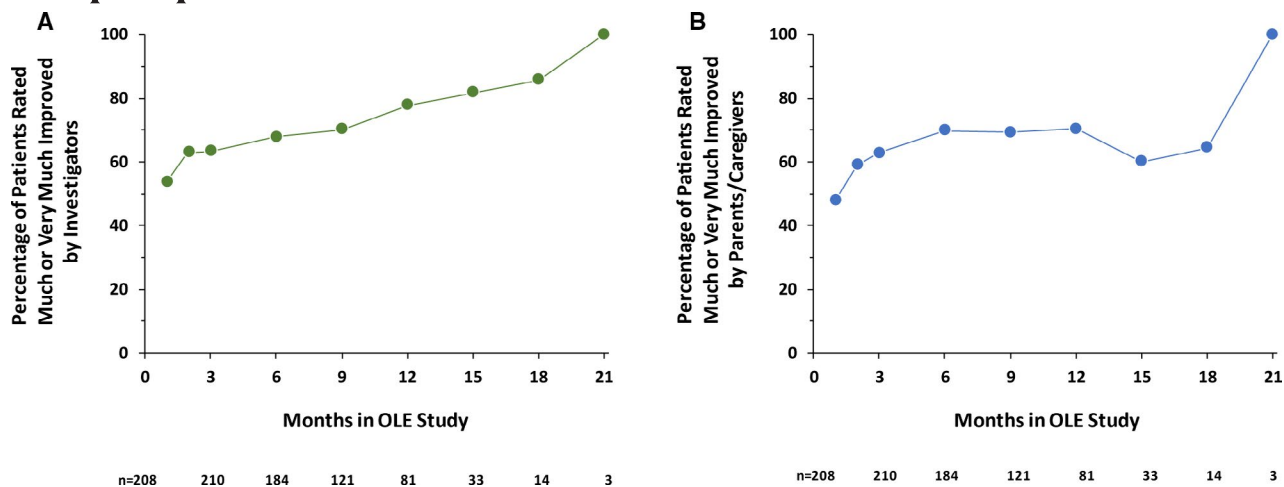 A
Percentage of Patients Rated
Much or Very Much Improved
by Investigators
100
80
60
40
20
0
0 3 6 9 12 15 18 21
Months in OLE Study
n=208 210 184 121 81 33 14 3
B
Percentage of Patients Rated
Much or Very Much Improved
by Parents/Caregivers
100
80
60
40
20
0
0 3 6 9 12 15 18 21
Months in OLE Study
n=208 210 184 121 81 33 14 3